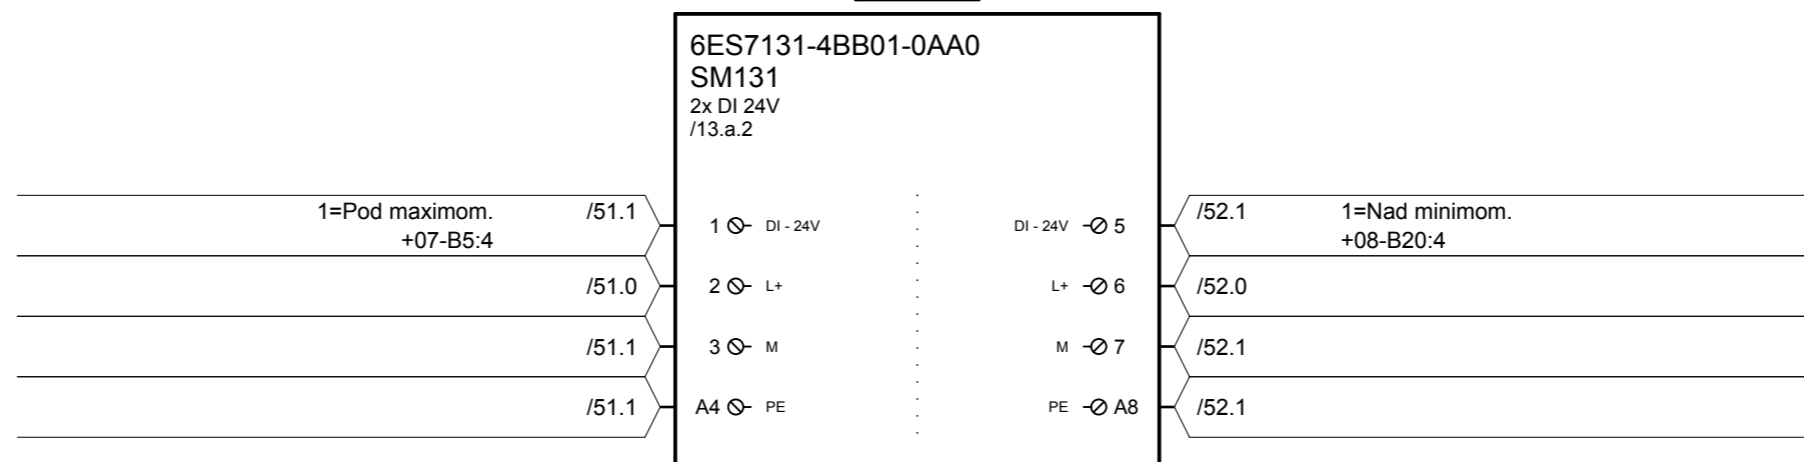 6ES7131-4BB01-0AA0
SM131
2x DI 24V
/13.a.2
1=Pod maximom. /51.1 1 DI - 24V DI - 24V 5 /52.1 1=Nad minimom.
+07-B5:4 +08-B20:4
/51.0 2 L+ L+ 6 /52.0
/51.1 3 M M 7 /52.1
/51.1 A4 PE PE A8 /52.1